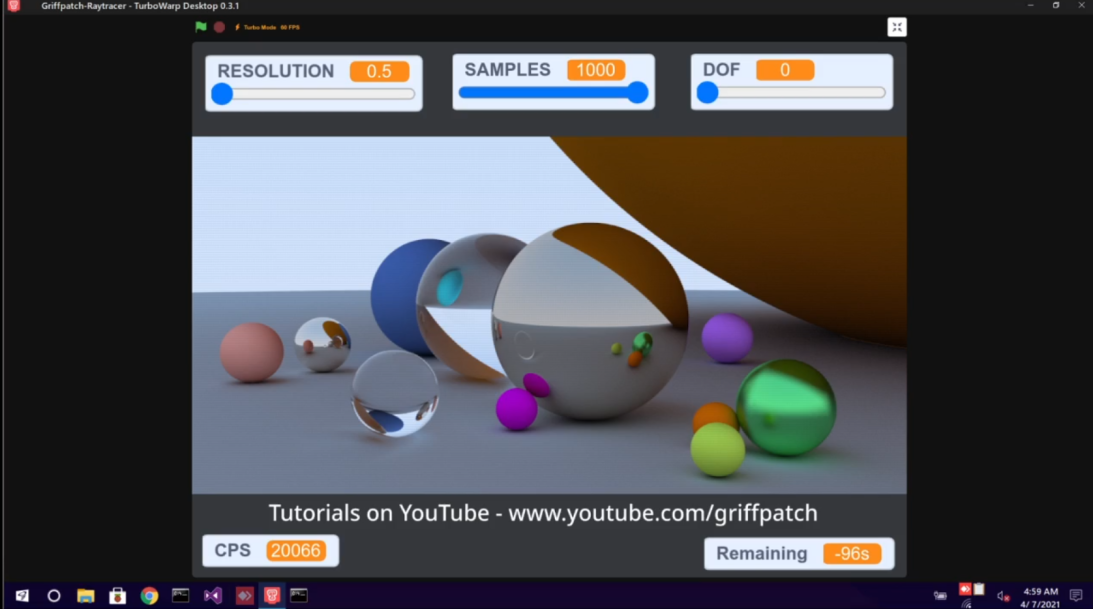 Griffpatch-Raytracer - TurboWarp Desktop 0.3.1
Turbo Mode 60 FPS
RESOLUTION 0.5
SAMPLES 1000
DOF 0
Tutorials on YouTube - www.youtube.com/griffpatch
CPS 20066
Remaining -96s
4:59 AM
4/ 7/2021